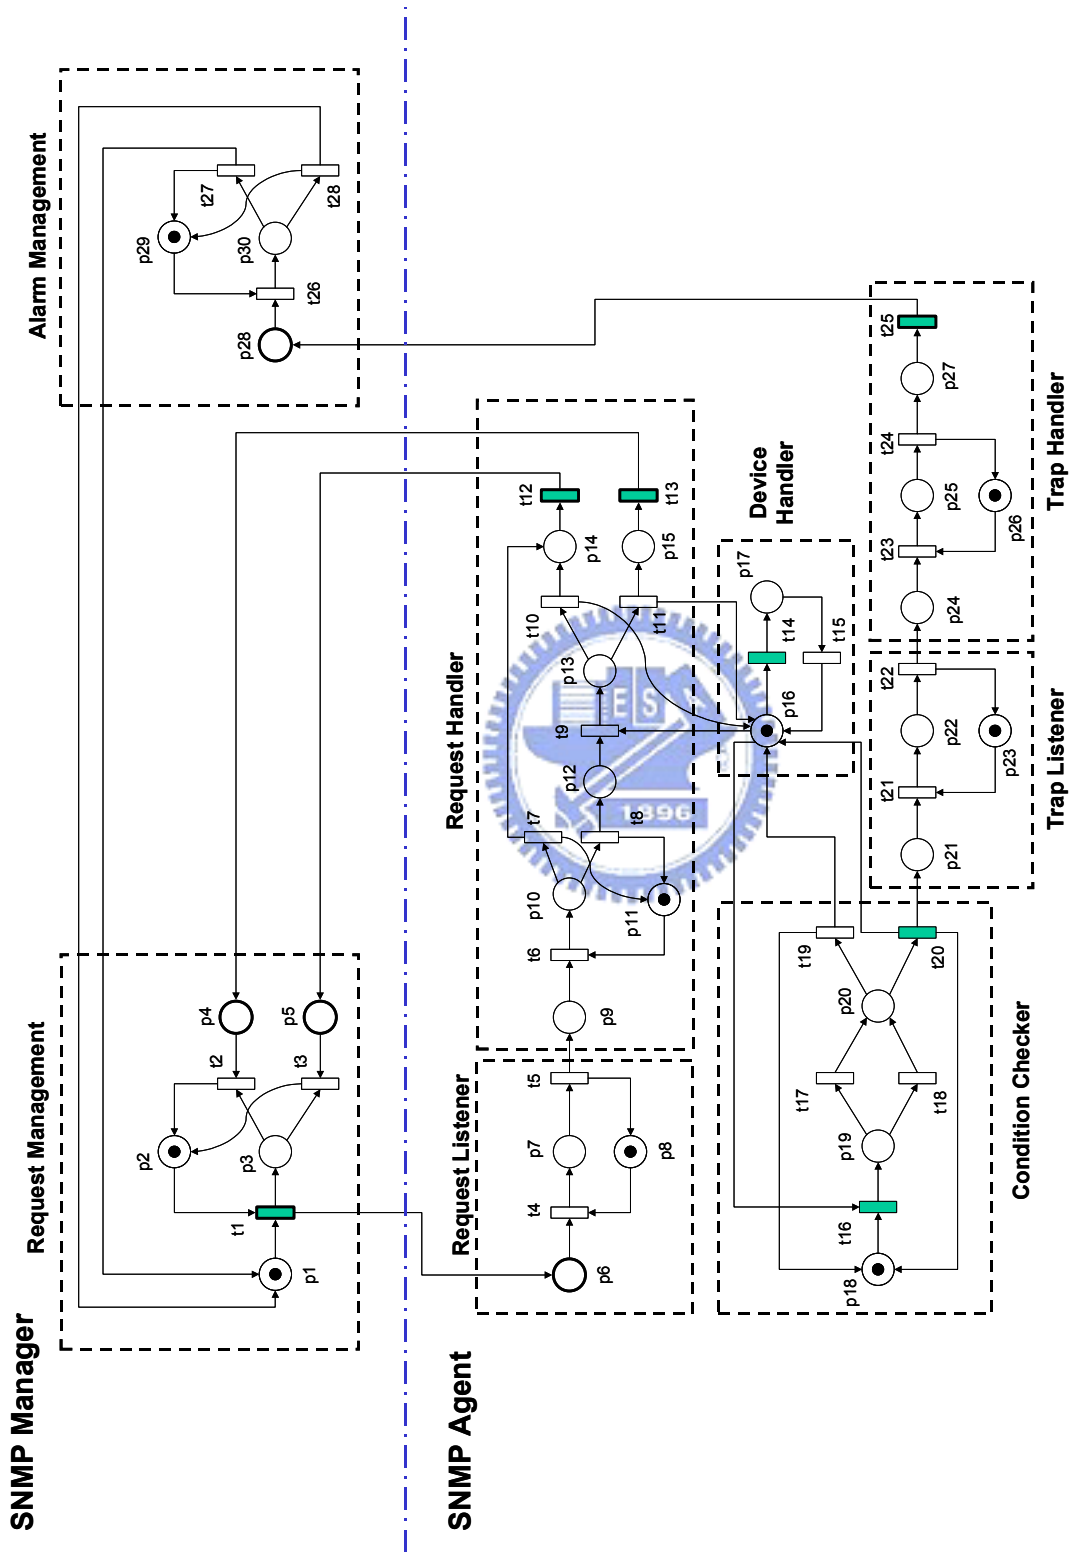 SNMP Manager
Request Management
p1
t1
p2
p3
t2
t3
p4
p5
Alarm Management
p28
t26
p29
p30
t27
t28
SNMP Agent
Request Listener
p6
t4
p7
p8
t5
Request Handler
p9
t6
p10
p11
t7
t8
p12
t9
p13
t10
t11
p14
p15
t12
t13
Device
Handler
p16
t14
t15
p17
Condition Checker
p18
t16
p19
t17
t18
p20
t19
t20
Trap Listener
p21
t21
p22
p23
t22
Trap Handler
p24
t23
p25
p26
t24
p27
t25
ES
1896